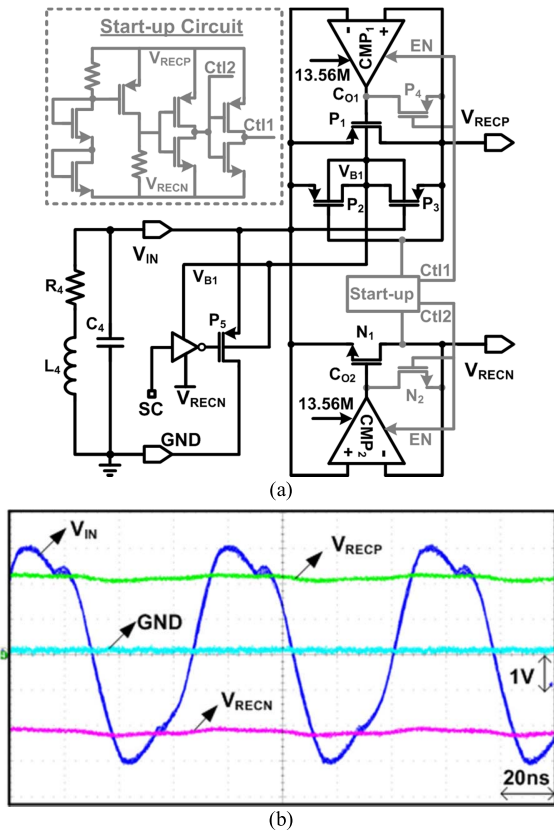 Start-up Circuit
VRECP
Ctl2
Ctl1
VRECN
- +
CMP1
EN
13.56M
CO1
P4
P1
VRECP
VB1
P2
P3
VIN
Ctl1
Start-up
Ctl2
R4
C4
L4
VB1
P5
SC
VRECN
GND
N1
VRECN
CO2
N2
13.56M
CMP2
EN
+ -
(a)
VIN
VRECP
GND
1V
VRECN
20ns
(b)